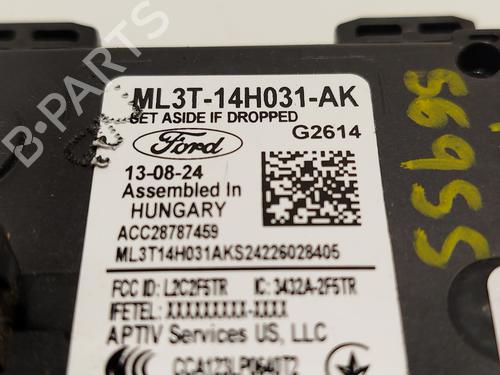 B-PARTS
ML3T-14H031-AK
SET ASIDE IF DROPPED
Ford
G2614
13-08-24
Assembled In
HUNGARY
ACC28787459
ML3T14H031AKS24226028405
FCC ID: L2C2F5TR IC: 3432A-2F5TR
IFETEL: XXXXXXXXXX-XXXX
APTIV Services US, LLC
CCA123LP0640T2